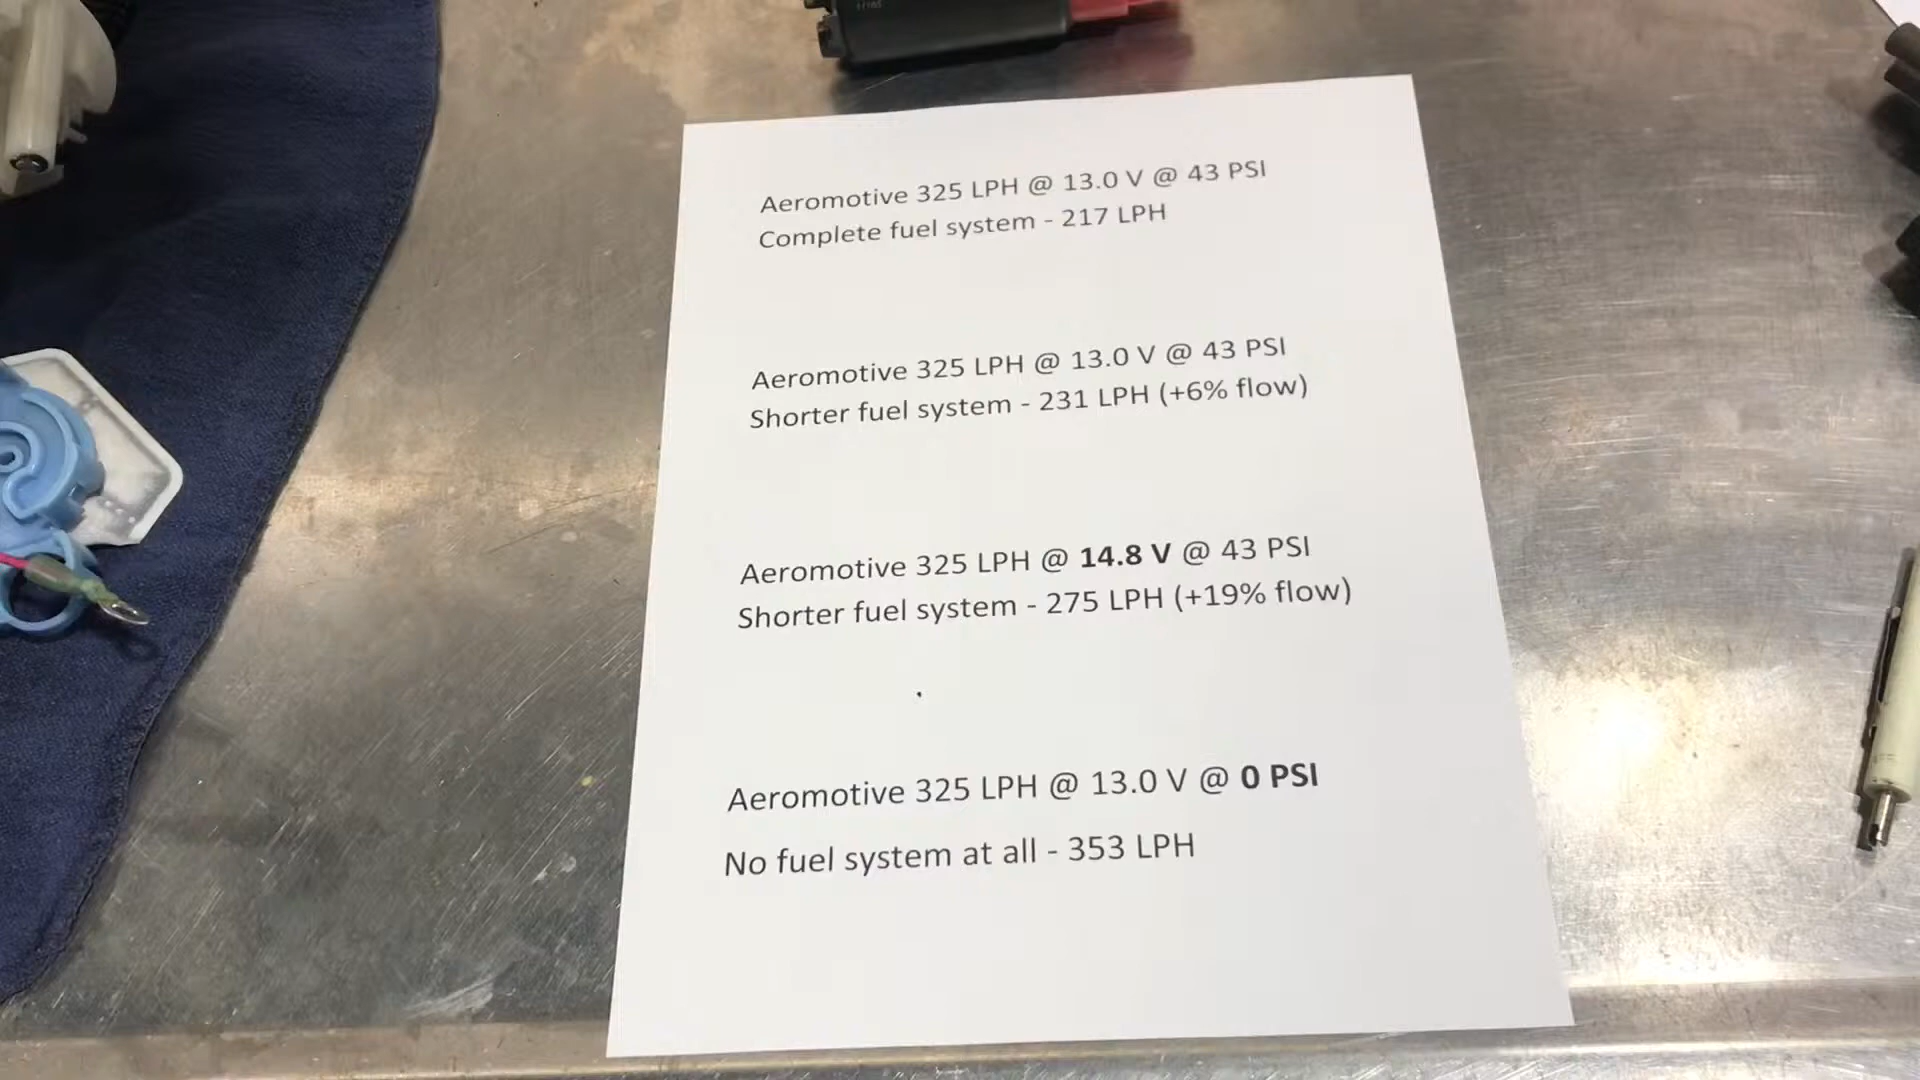 Aeromotive 325 LPH @ 13.0 V @ 43 PSI
Complete fuel system - 217 LPH
Aeromotive 325 LPH @ 13.0 V @ 43 PSI
Shorter fuel system - 231 LPH (+6% flow)
Aeromotive 325 LPH @ 14.8 V @ 43 PSI
Shorter fuel system - 275 LPH (+19% flow)
Aeromotive 325 LPH @ 13.0 V @ 0 PSI
No fuel system at all - 353 LPH